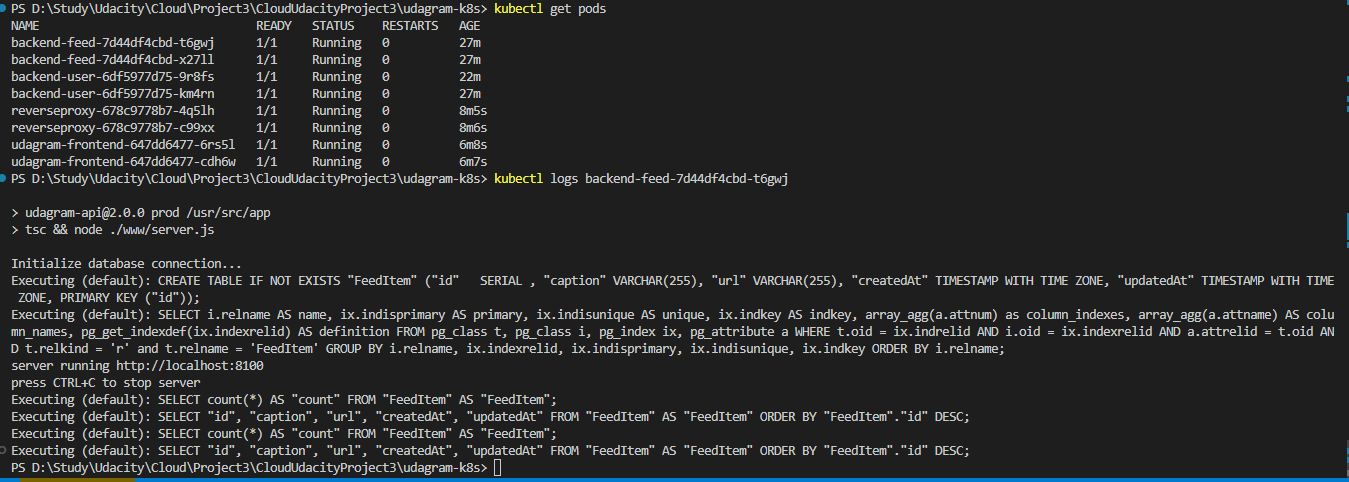 PS D:\Study\Udacity\Cloud\Project3\CloudUdacityProject3\udagram-k8s> kubectl get pods
NAME READY STATUS RESTARTS AGE
backend-feed-7d44df4cbd-t6gwj 1/1 Running 0 27m
backend-feed-7d44df4cbd-x27ll 1/1 Running 0 27m
backend-user-6df5977d75-9r8fs 1/1 Running 0 22m
backend-user-6df5977d75-km4rn 1/1 Running 0 27m
reverseproxy-678c9778b7-4q5lh 1/1 Running 0 8m5s
reverseproxy-678c9778b7-c99xx 1/1 Running 0 8m6s
udagram-frontend-647dd6477-6rs5l 1/1 Running 0 6m8s
udagram-frontend-647dd6477-cdh6w 1/1 Running 0 6m7s
PS D:\Study\Udacity\Cloud\Project3\CloudUdacityProject3\udagram-k8s> kubectl logs backend-feed-7d44df4cbd-t6gwj
> udagram-api@2.0.0 prod /usr/src/app
> tsc && node ./www/server.js
Initialize database connection...
Executing (default): CREATE TABLE IF NOT EXISTS "FeedItem" ("id"   SERIAL , "caption" VARCHAR(255), "url" VARCHAR(255), "createdAt" TIMESTAMP WITH TIME ZONE, "updatedAt" TIMESTAMP WITH TIME
ZONE, PRIMARY KEY ("id"));
Executing (default): SELECT i.relname AS name, ix.indisprimary AS primary, ix.indisunique AS unique, ix.indkey AS indkey, array_agg(a.attnum) as column_indexes, array_agg(a.attname) AS colu
mn_names, pg_get_indexdef(ix.indexrelid) AS definition FROM pg_class t, pg_class i, pg_index ix, pg_attribute a WHERE t.oid = ix.indrelid AND i.oid = ix.indexrelid AND a.attrelid = t.oid AN
D t.relkind = 'r' and t.relname = 'FeedItem' GROUP BY i.relname, ix.indexrelid, ix.indisprimary, ix.indisunique, ix.indkey ORDER BY i.relname;
server running http://localhost:8100
press CTRL+C to stop server
Executing (default): SELECT count(*) AS "count" FROM "FeedItem" AS "FeedItem";
Executing (default): SELECT "id", "caption", "url", "createdAt", "updatedAt" FROM "FeedItem" AS "FeedItem" ORDER BY "FeedItem"."id" DESC;
Executing (default): SELECT count(*) AS "count" FROM "FeedItem" AS "FeedItem";
Executing (default): SELECT "id", "caption", "url", "createdAt", "updatedAt" FROM "FeedItem" AS "FeedItem" ORDER BY "FeedItem"."id" DESC;
PS D:\Study\Udacity\Cloud\Project3\CloudUdacityProject3\udagram-k8s>